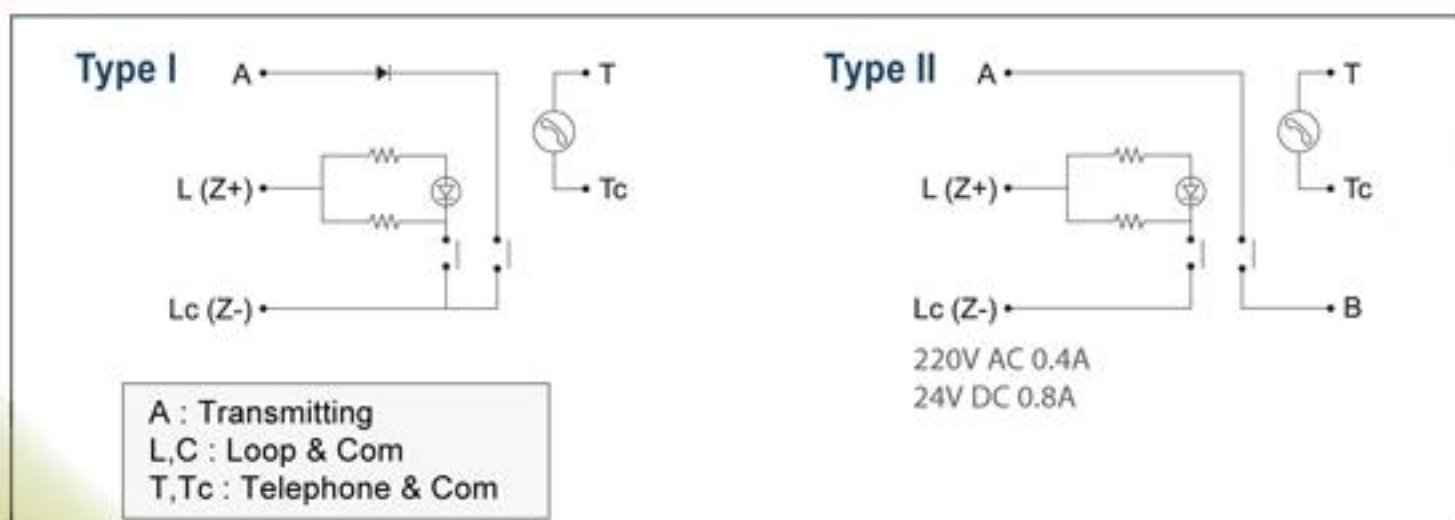 Type I
A
T
L (Z+)
Tc
Lc (Z-)
A : Transmitting
L,C : Loop & Com
T,Tc : Telephone & Com
Type II
A
T
L (Z+)
Tc
Lc (Z-)
B
220V AC 0.4A
24V DC 0.8A